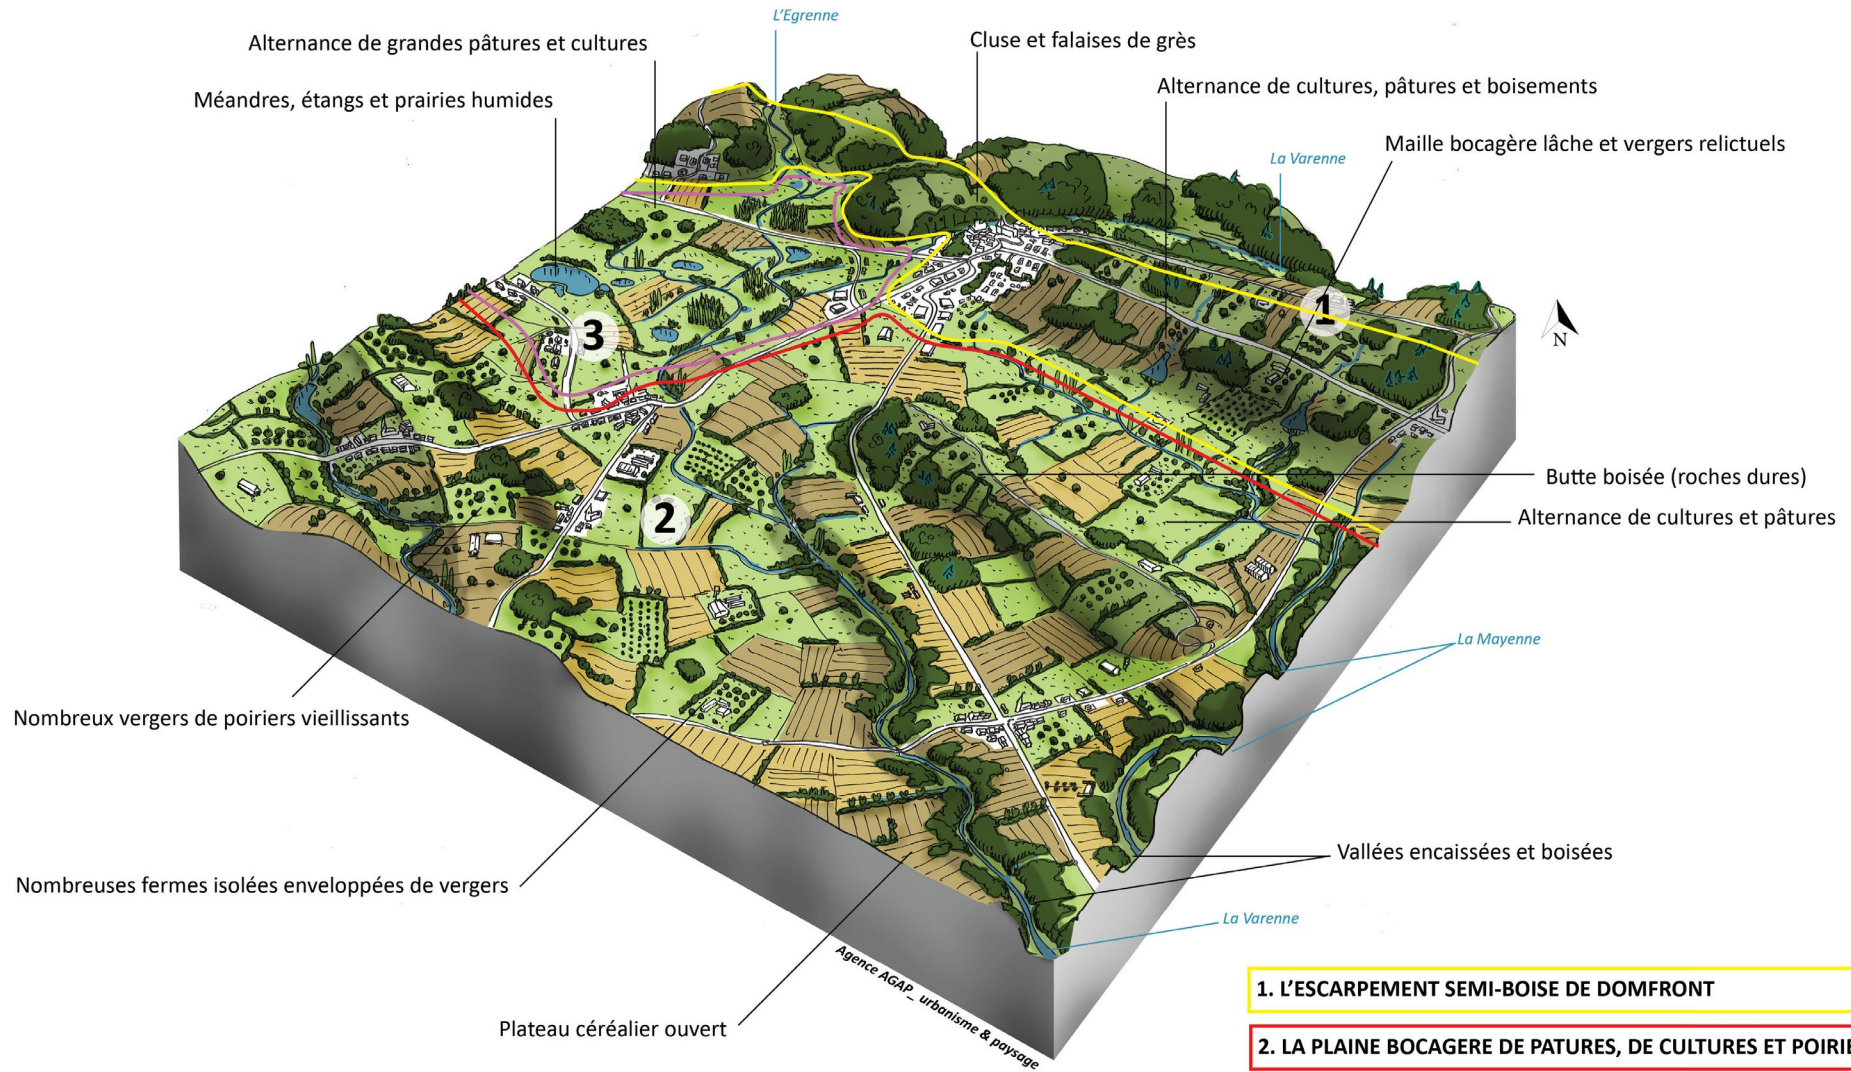 L'Egrenne
Alternance de grandes pâtures et cultures
Cluse et falaises de grès
Méandres, étangs et prairies humides
Alternance de cultures, pâtures et boisements
Maille bocagère lâche et vergers relictuels
La Varenne
1
N
3
2
Butte boisée (roches dures)
Alternance de cultures et pâtures
La Mayenne
Nombreux vergers de poiriers vieillissants
Vallées encaissées et boisées
Nombreuses fermes isolées enveloppées de vergers
La Varenne
Agence AGAP_ urbanisme & paysage
Plateau céréalier ouvert
1. L'ESCARPEMENT SEMI-BOISE DE DOMFRONT
2. LA PLAINE BOCAGERE DE PATURES, DE CULTURES ET POIRIE